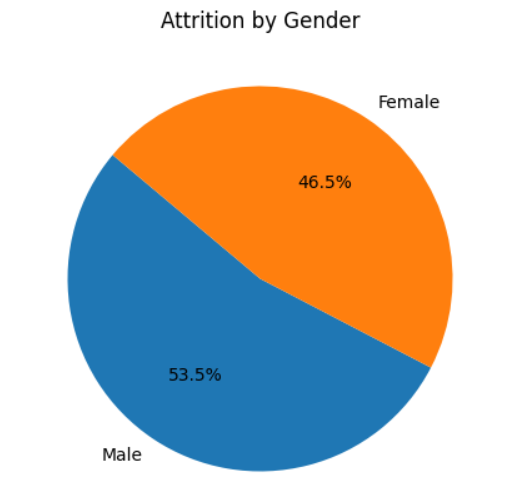 Attrition by Gender
Female
46.5%
53.5%
Male